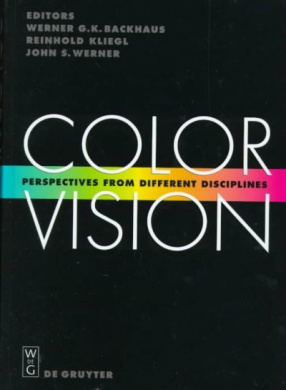 EDITORS
WERNER G.K. BACKHAUS
REINHOLD KLIEGL
JOHN S. WERNER
COLOR
PERSPECTIVES FROM DIFFERENT DISCIPLINES
VISION
W
DE
G
DE GRUYTER